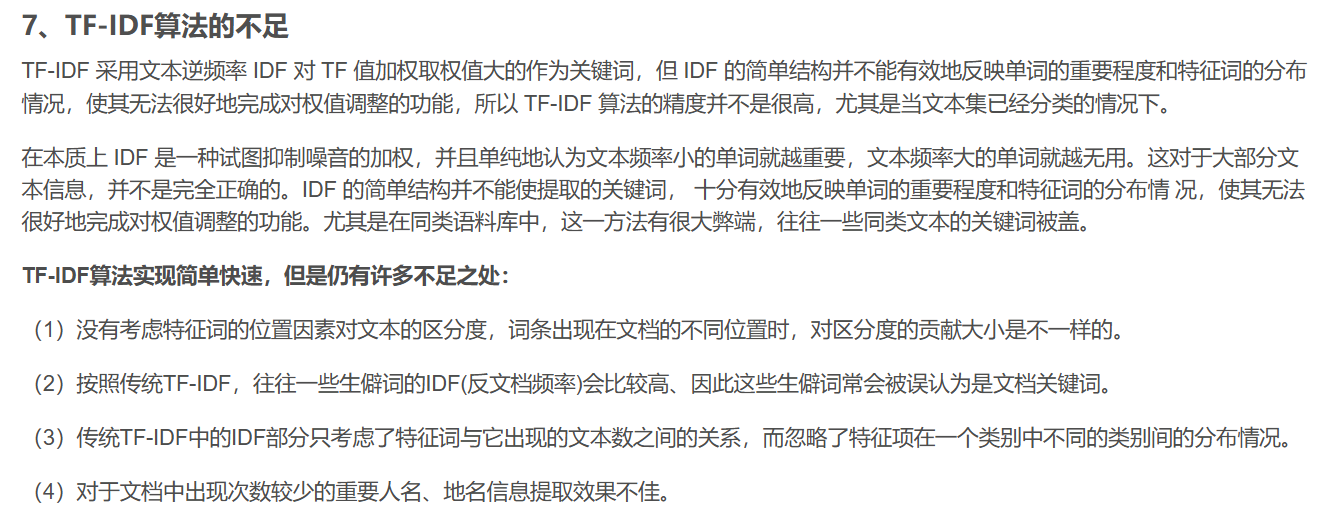 7、TF-IDF算法的不足
TF-IDF 采用文本逆频率 IDF 对 TF 值加权取权值大的作为关键词，但 IDF 的简单结构并不能有效地反映单词的重要程度和特征词的分布
情况，使其无法很好地完成对权值调整的功能，所以 TF-IDF 算法的精度并不是很高，尤其是当文本集已经分类的情况下。
在本质上 IDF 是一种试图抑制噪音的加权，并且单纯地认为文本频率小的单词就越重要，文本频率大的单词就越无用。这对于大部分文
本信息，并不是完全正确的。IDF 的简单结构并不能使提取的关键词， 十分有效地反映单词的重要程度和特征词的分布情 况，使其无法
很好地完成对权值调整的功能。尤其是在同类语料库中，这一方法有很大弊端，往往一些同类文本的关键词被盖。
TF-IDF算法实现简单快速，但是仍有许多不足之处：
（1）没有考虑特征词的位置因素对文本的区分度，词条出现在文档的不同位置时，对区分度的贡献大小是不一样的。
（2）按照传统TF-IDF，往往一些生僻词的IDF(反文档频率)会比较高、因此这些生僻词常会被误认为是文档关键词。
（3）传统TF-IDF中的IDF部分只考虑了特征词与它出现的文本数之间的关系，而忽略了特征项在一个类别中不同的类别间的分布情况。
（4）对于文档中出现次数较少的重要人名、地名信息提取效果不佳。